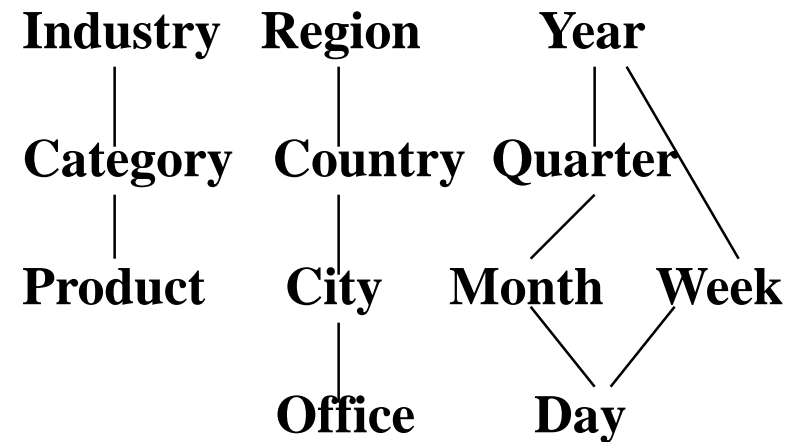 Industry Region Year
Category Country Quarter
Product City Month Week
Office Day